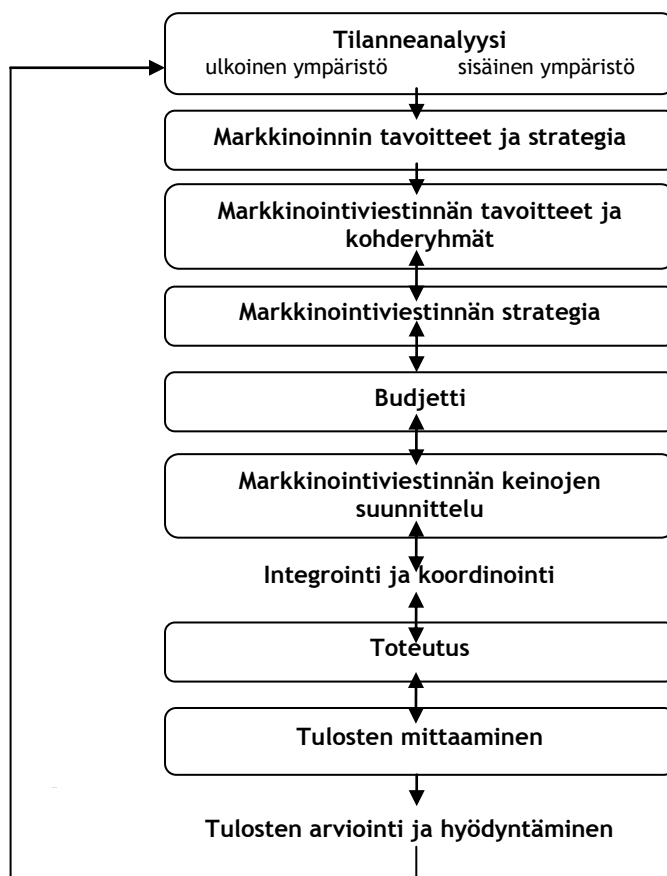 Tilanneanalyysi
ulkoinen ympäristö sisäinen ympäristö
Markkinoinnin tavoitteet ja strategia
Markkinointiviestinnän tavoitteet ja
kohderyhmät
Markkinointiviestinnän strategia
Budjetti
Markkinointiviestinnän keinojen
suunnittelu
Integrointi ja koordinointi
Toteutus
Tulosten mittaaminen
Tulosten arviointi ja hyödyntäminen